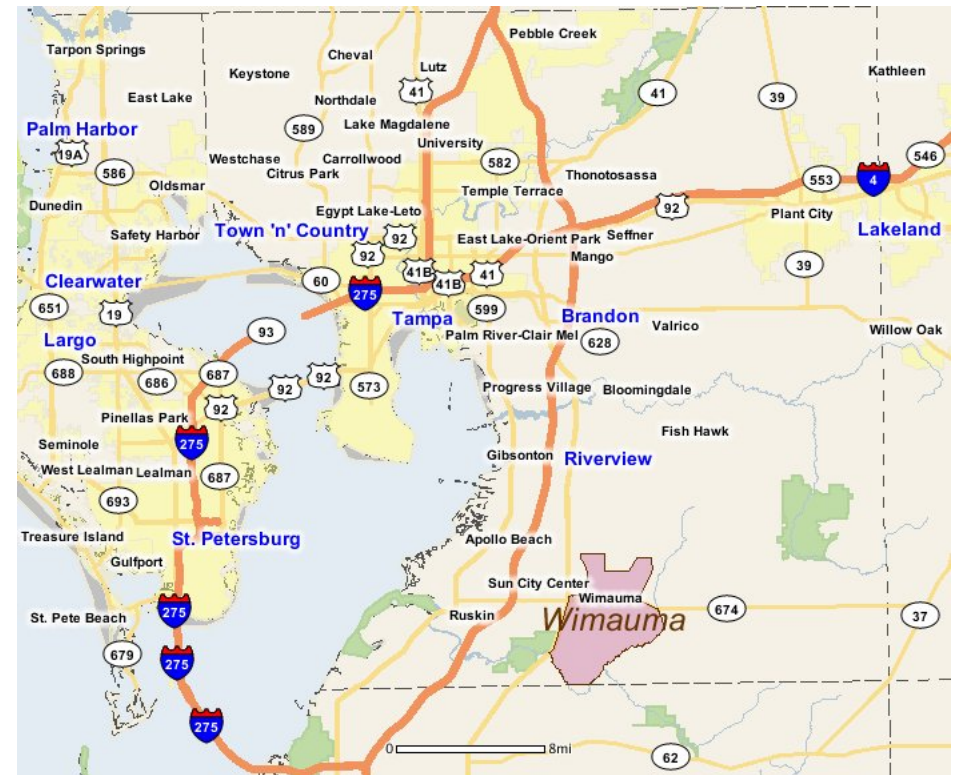 Pebble Creek
Tarpon Springs
Cheval
Lutz
Kathleen
Keystone
41
41
39
East Lake
Northdale
Palm Harbor
589
Lake Magdalene
19A
University
546
586
Westchase
Carrollwood
582
Citrus Park
Thonotosassa
553
4
Oldsmar
Temple Terrace
Dunedin
Egypt Lake-Leto
92
Plant City
Safety Harbor
Town 'n' Country
92
East Lake-Orient Park
Seffner
Lakeland
92
Mango
39
60
41B
41
41B
Clearwater
275
651
19
599
Tampa
Brandon
Valrico
93
Palm River-Clair Mel
628
Willow Oak
Largo
South Highpoint
688
686
687
92
92
573
Progress Village
Bloomingdale
92
Pinellas Park
Fish Hawk
Seminole
275
Gibsonton
Riverview
West Lealman
Lealman
687
693
Treasure Island
St. Petersburg
Apollo Beach
Gulfport
Sun City Center
Wimauma
275
St. Pete Beach
Ruskin
Wimauma
674
37
679
275
275
0
8mi
62